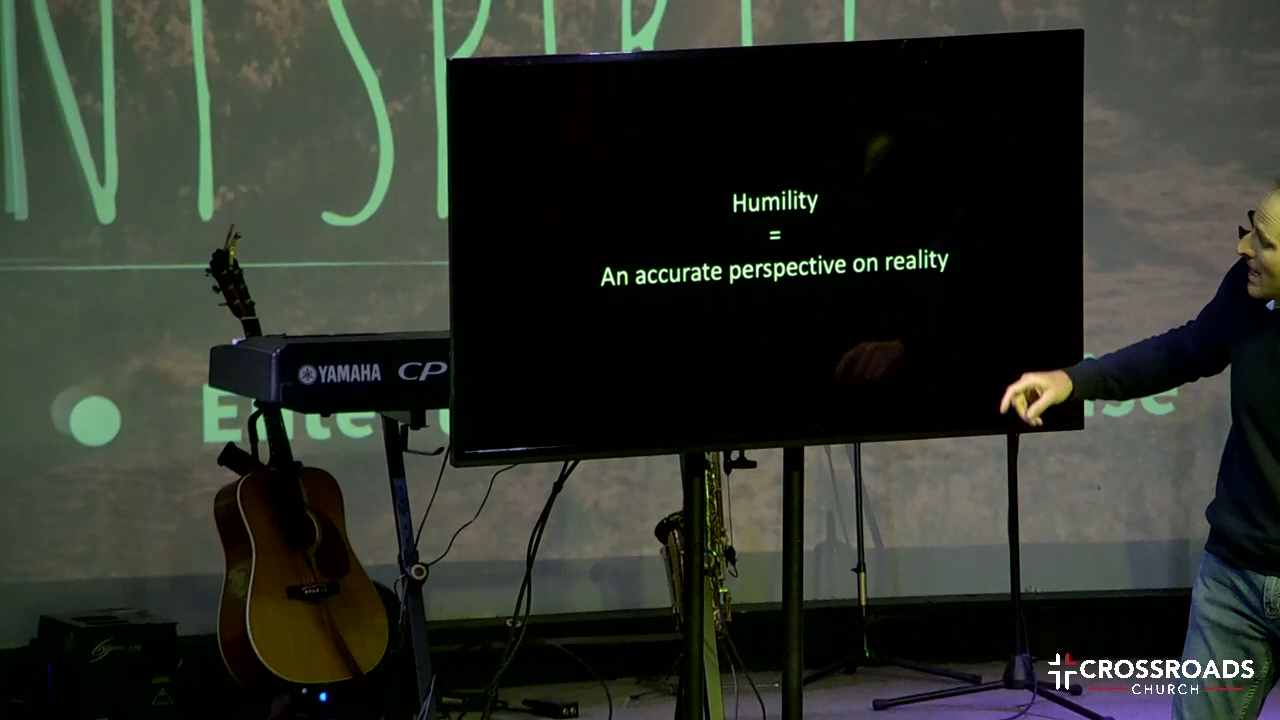 Humility
=
An accurate perspective on reality
YAMAHA CP
CROSSROADS
CHURCH